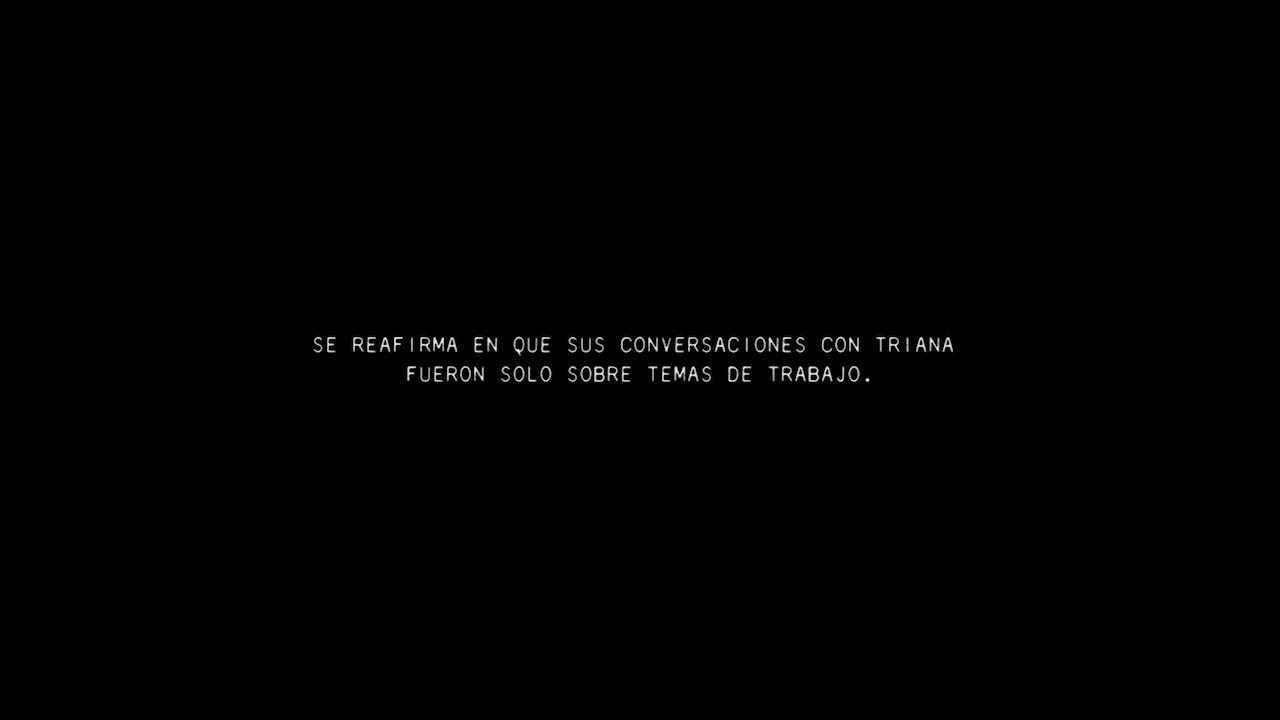 SE REAFIRMA EN QUE SUS CONVERSACIONES CON TRIANA
FUERON SOLO SOBRE TEMAS DE TRABAJO.